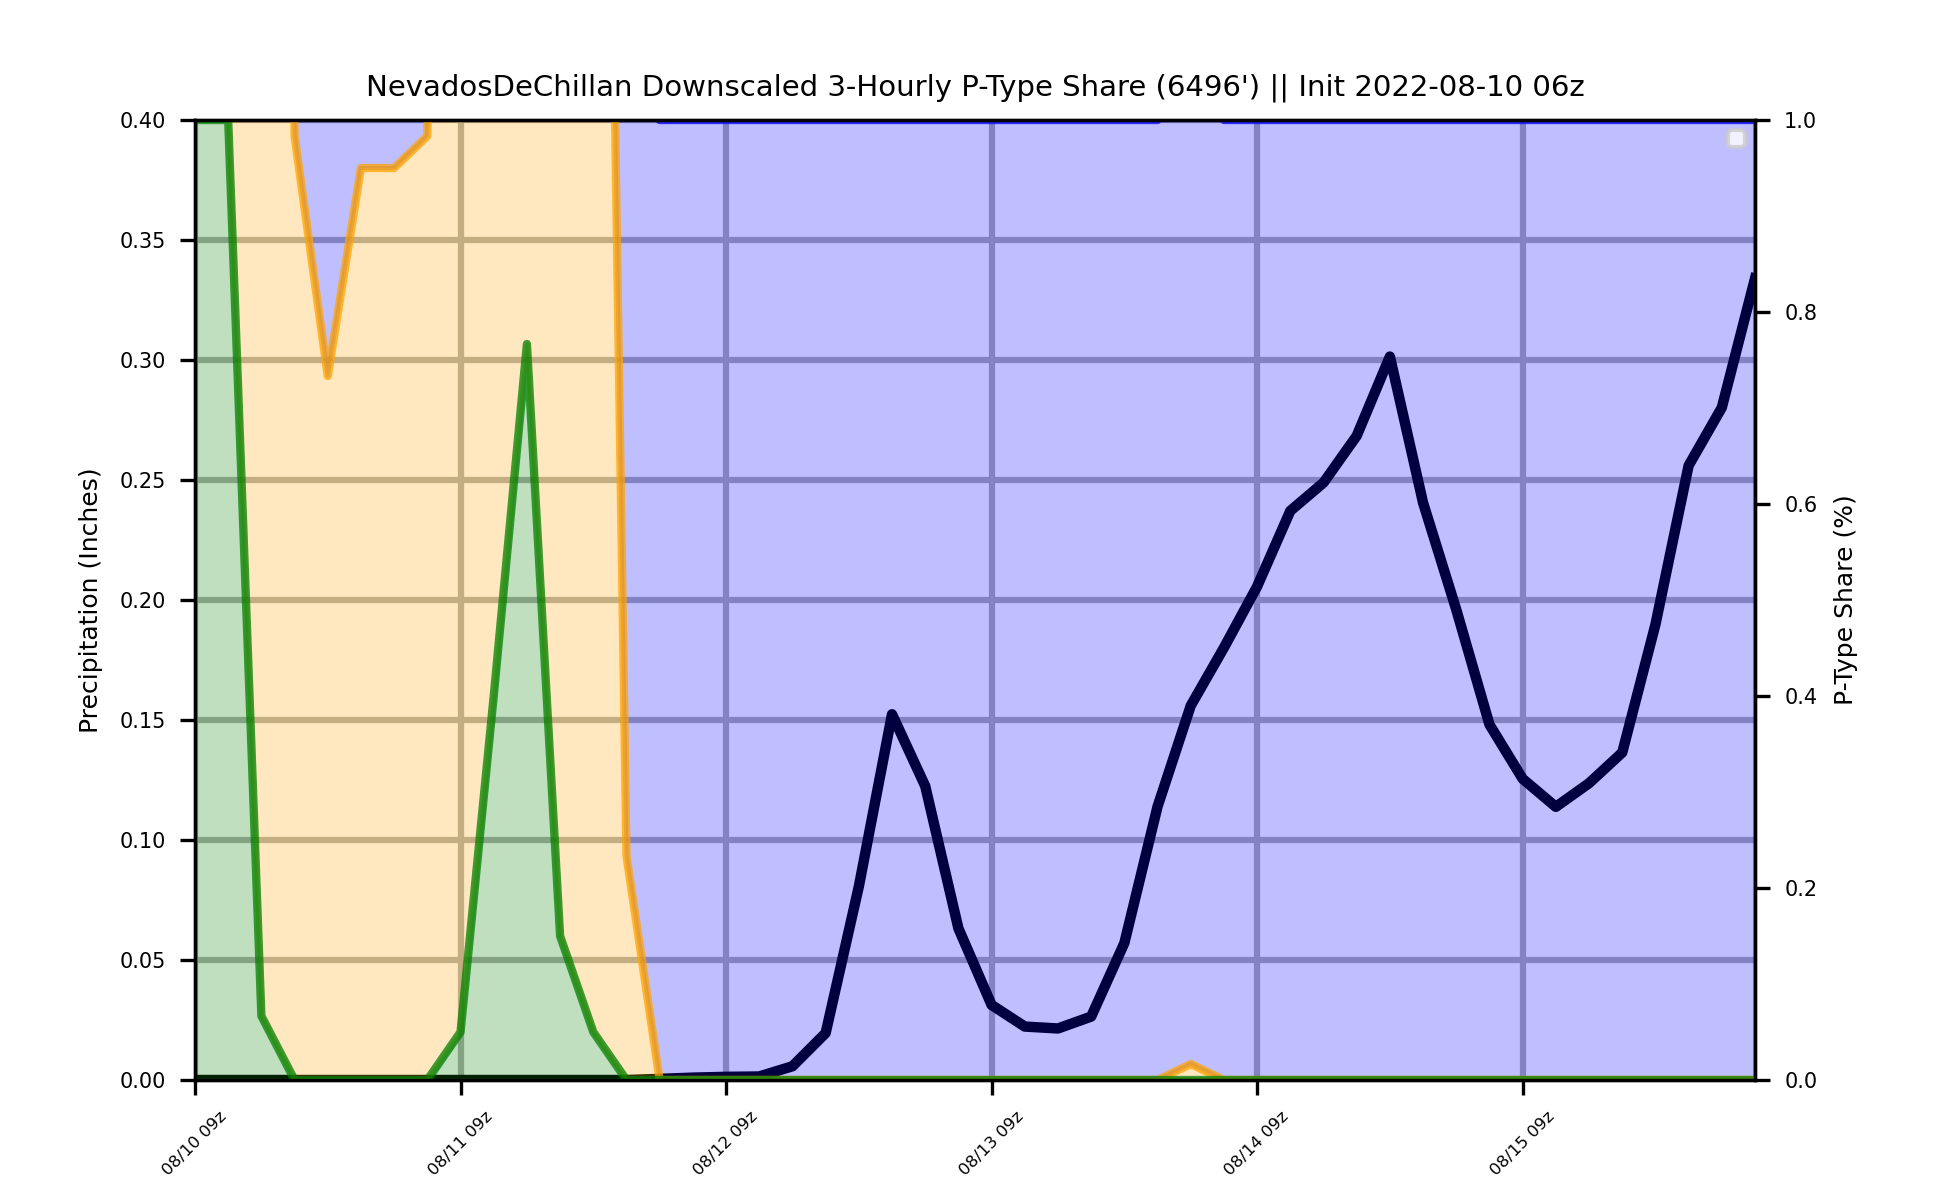 NevadosDeChillan Downscaled 3-Hourly P-Type Share (6496') || Init 2022-08-10 06z
Precipitation (Inches)
0.40
0.35
0.30
0.25
0.20
0.15
0.10
0.05
0.00
1.0
0.8
0.6
0.4
0.2
0.0
P-Type Share (%)
08/10 09z
08/11 09z
08/12 09z
08/13 09z
08/14 09z
08/15 09z